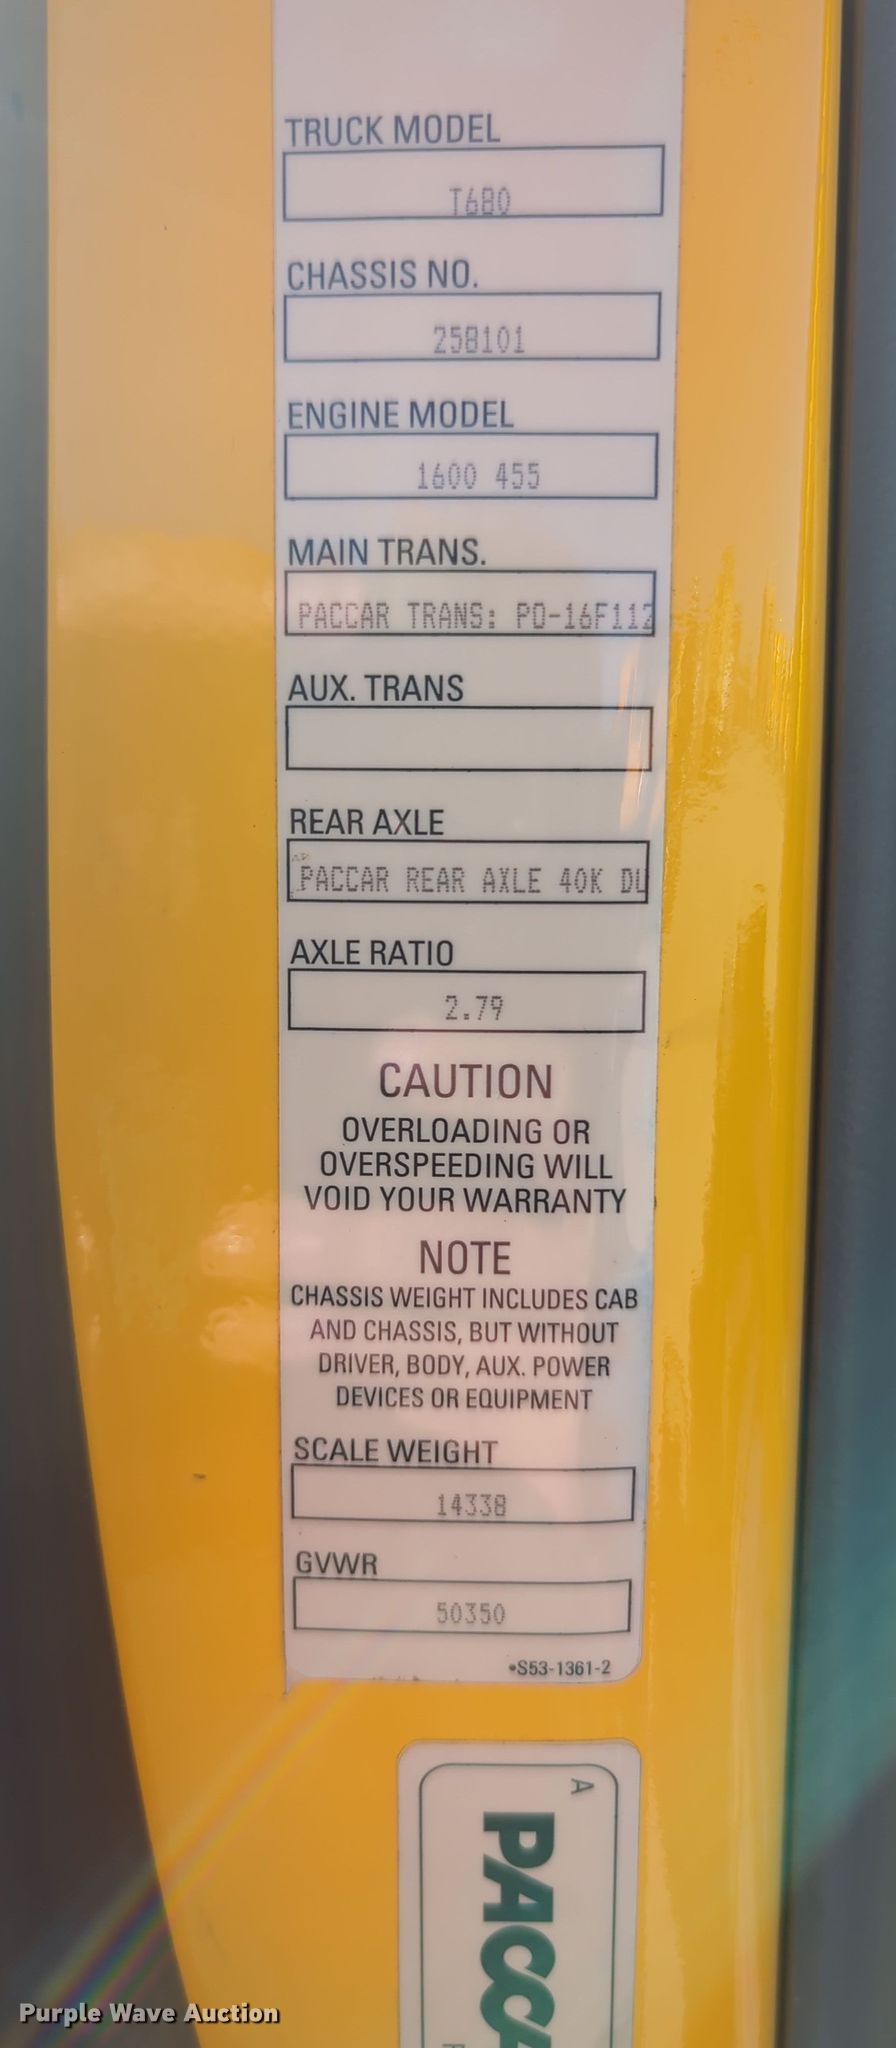 TRUCK MODEL
T680
CHASSIS NO.
258101
ENGINE MODEL
1600 455
MAIN TRANS.
PACCAR TRANS: PO-16F112
AUX. TRANS
REAR AXLE
PACCAR REAR AXLE 40K DU
AXLE RATIO
2.79
CAUTION
OVERLOADING OR
OVERSPEEDING WILL
VOID YOUR WARRANTY
NOTE
CHASSIS WEIGHT INCLUDES CAB
AND CHASSIS, BUT WITHOUT
DRIVER, BODY, AUX. POWER
DEVICES OR EQUIPMENT
SCALE WEIGHT
14338
GVWR
50350
•S53-1361-2
A
PACCA
Purple Wave Auction